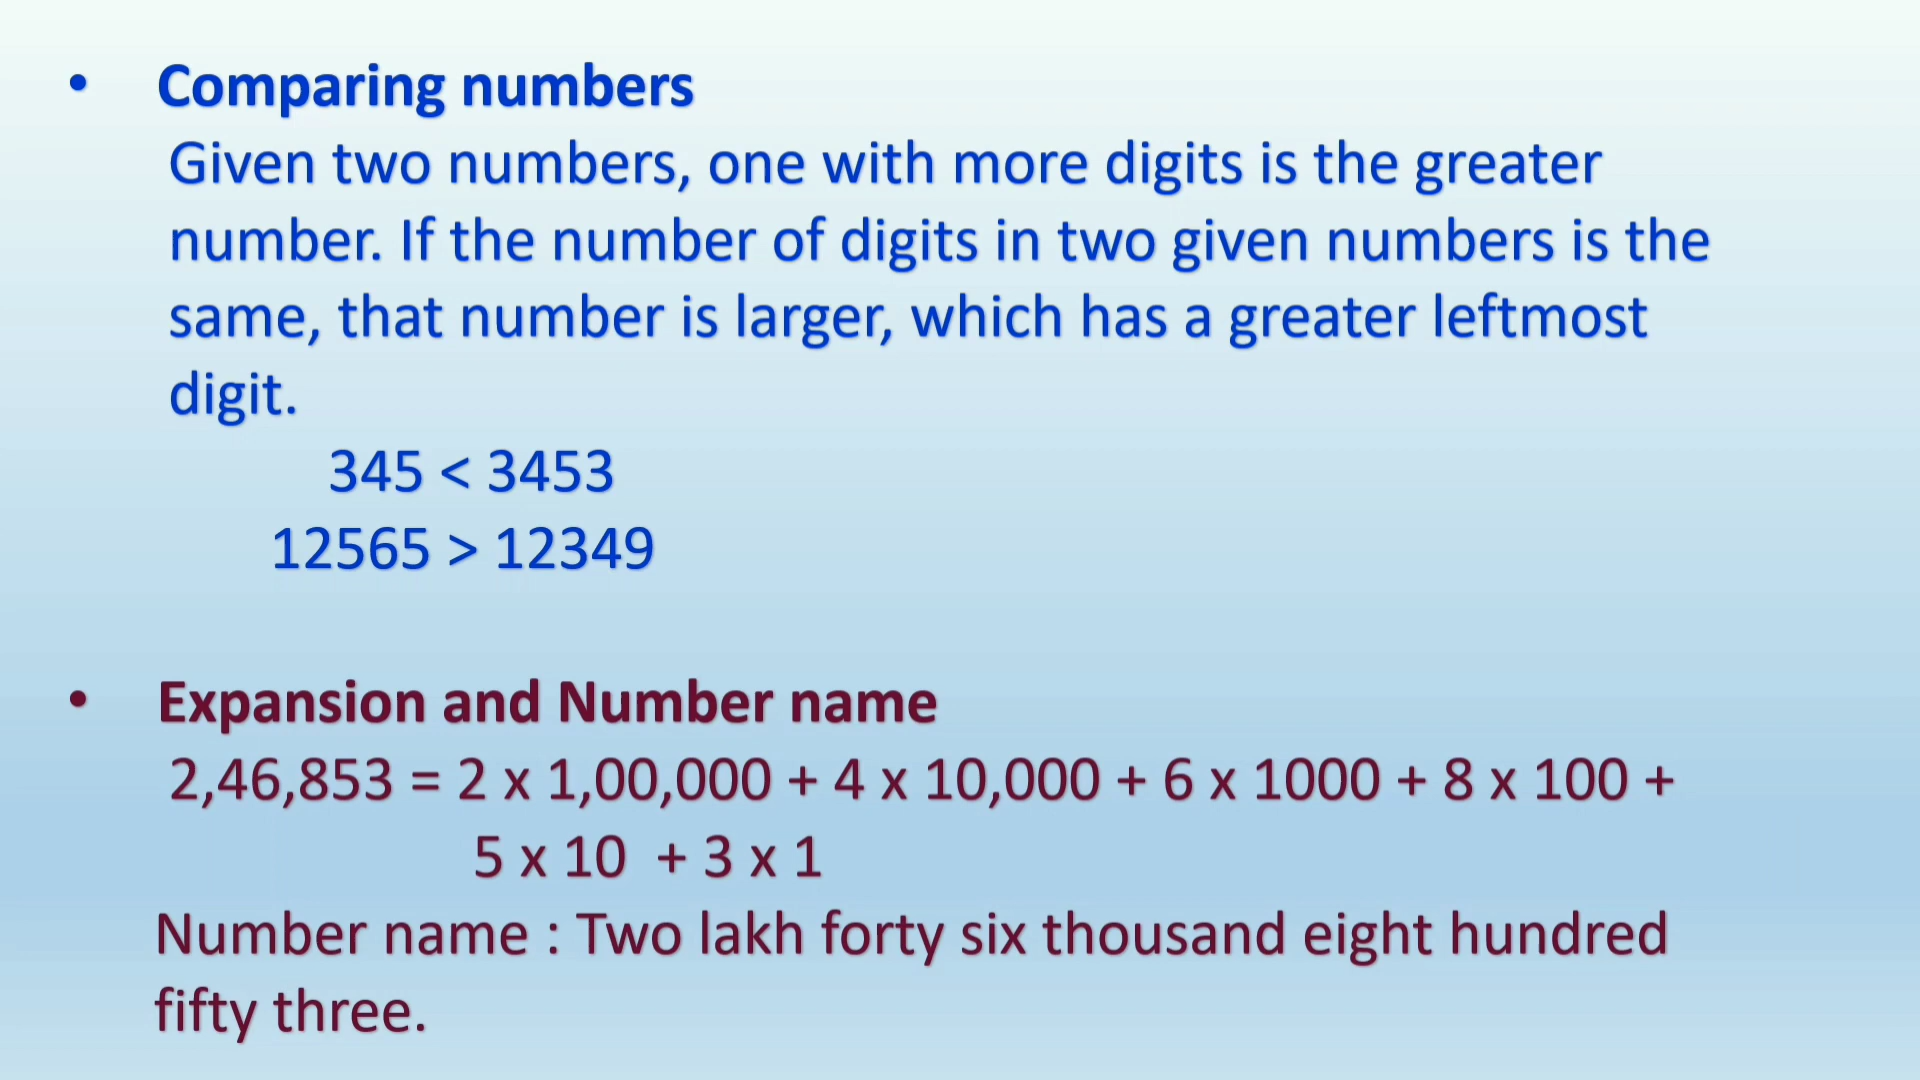 • Comparing numbers
Given two numbers, one with more digits is the greater
number. If the number of digits in two given numbers is the
same, that number is larger, which has a greater leftmost
digit.
345 < 3453
12565 > 12349
• Expansion and Number name
2,46,853 = 2 x 1,00,000 + 4 x 10,000 + 6 x 1000 + 8 x 100 +
5 x 10 + 3 x 1
Number name : Two lakh forty six thousand eight hundred
fifty three.